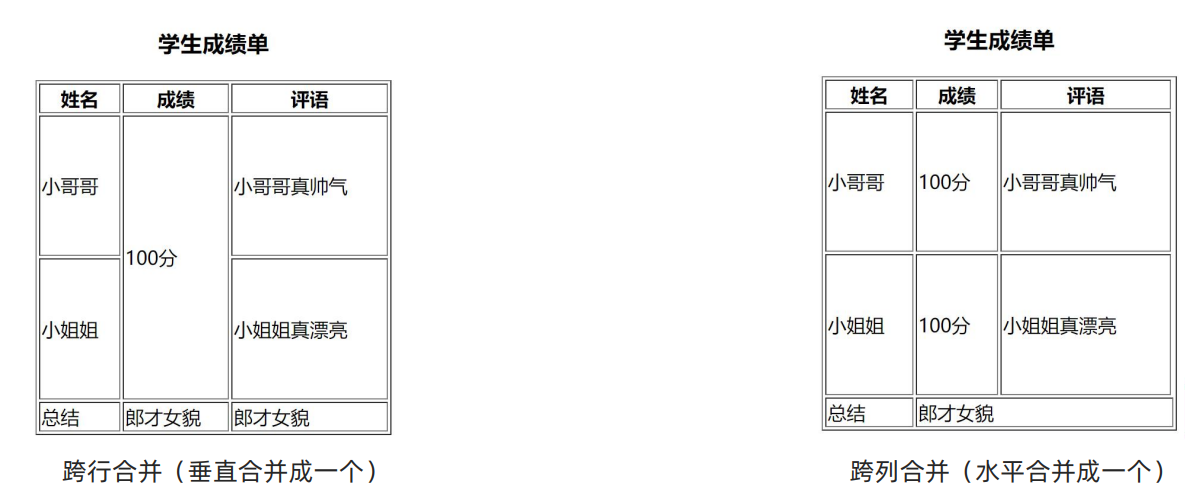 学生成绩单
姓名 成绩 评语
小哥哥 小哥哥真帅气
100分
小姐姐 小姐姐真漂亮
总结 郎才女貌 郎才女貌
跨行合并（垂直合并成一个）
学生成绩单
姓名 成绩 评语
小哥哥 100分 小哥哥真帅气
小姐姐 100分 小姐姐真漂亮
总结 郎才女貌
跨列合并（水平合并成一个）